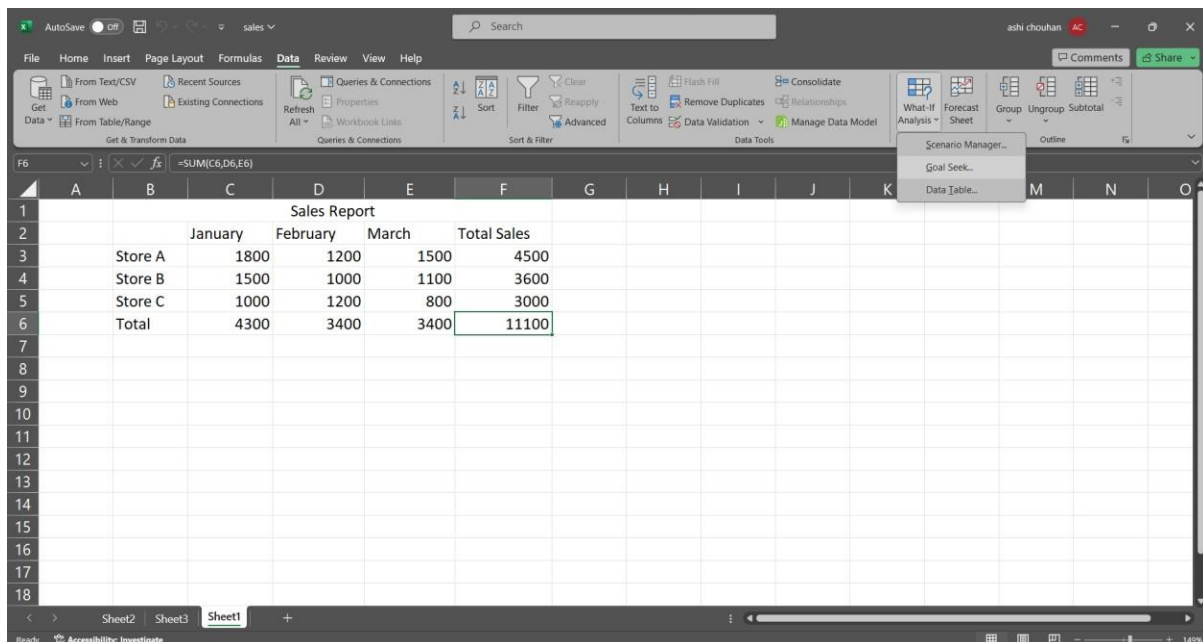 AutoSave Off sales Search ashi chouhan AC
File Home Insert Page Layout Formulas Data Review View Help Comments Share
Get Data
From Text/CSV
From Web
From Table/Range
Recent Sources
Existing Connections
Get & Transform Data
Refresh All
Queries & Connections
Properties
Workbook Links
Queries & Connections
Sort
Filter
Clear
Reapply
Advanced
Sort & Filter
Text to Columns
Flash Fill
Remove Duplicates
Data Validation
Consolidate
Relationships
Manage Data Model
Data Tools
What-If Analysis
Forecast Sheet
Scenario Manager...
Goal Seek...
Data Table...
Group Ungroup Subtotal
Outline
F6 fx =SUM(C6,D6,E6)
A B C D E F G H I J K M N O
1 Sales Report
2 January February March Total Sales
3 Store A 1800 1200 1500 4500
4 Store B 1500 1000 1100 3600
5 Store C 1000 1200 800 3000
6 Total 4300 3400 3400 11100
7
8
9
10
11
12
13
14
15
16
17
18
Sheet2 Sheet3 Sheet1
Ready Accessibility: Investigate 149%